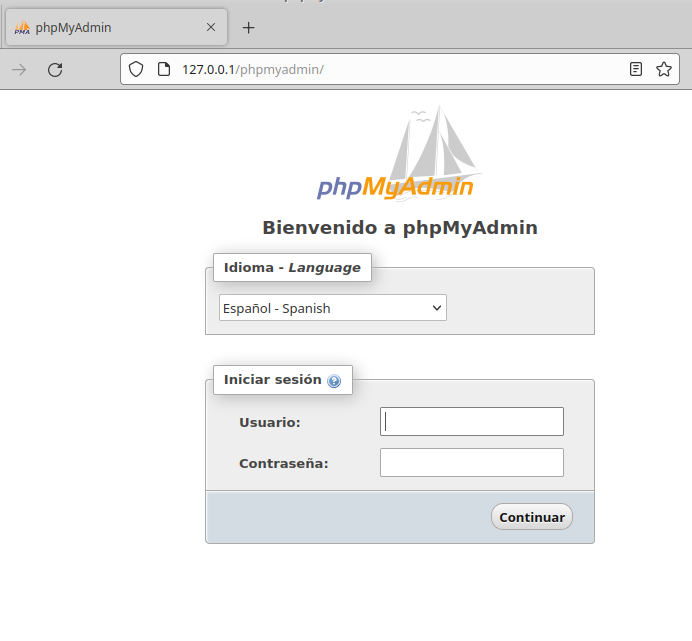 phpMyAdmin
127.0.0.1/phpmyadmin/
phpMyAdmin
Bienvenido a phpMyAdmin
Idioma - Language
Español - Spanish
Iniciar sesión
Usuario:
Contraseña:
Continuar